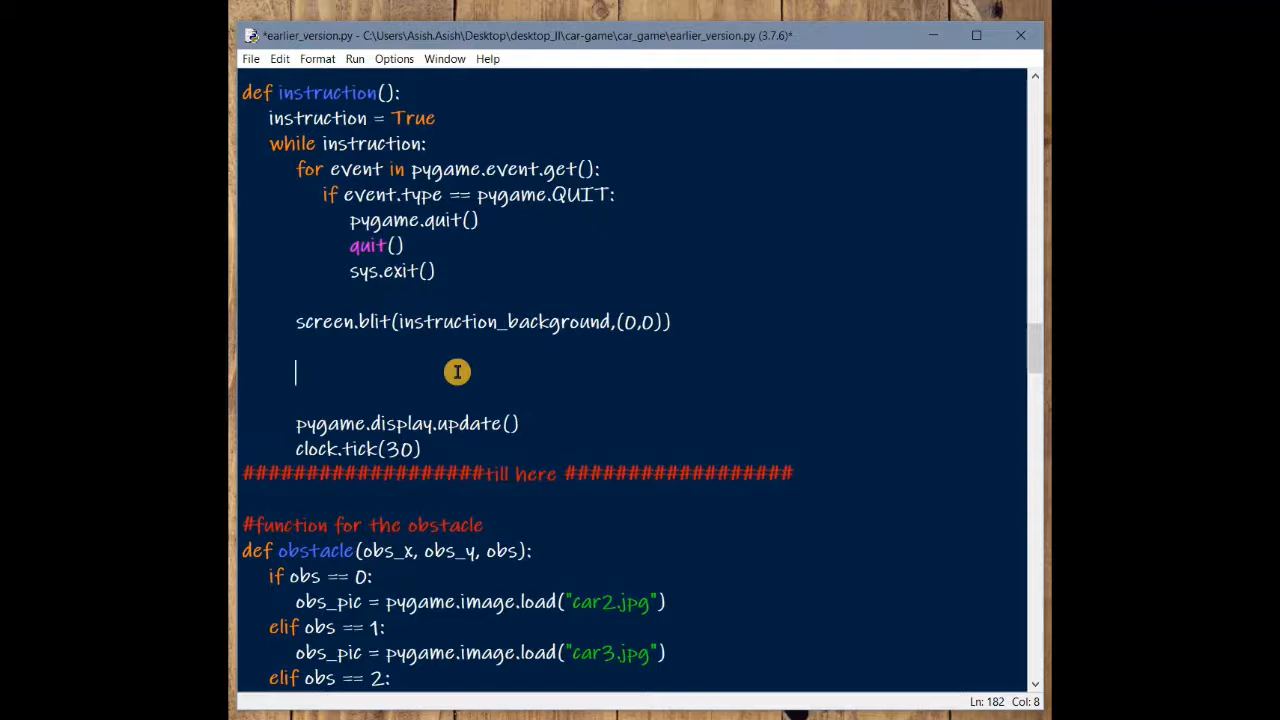 *earlier_version.py - C:\Users\Asish.Asish\Desktop\desktop_II\car-game\car_game\earlier_version.py (3.7.6)*
File Edit Format Run Options Window Help
def instruction():
instruction = True
while instruction:
for event in pygame.event.get():
if event.type == pygame.QUIT:
pygame.quit()
quit()
sys.exit()
screen.blit(instruction_background,(0,0))
pygame.display.update()
clock.tick(30)
###################till here ##################
#function for the obstacle
def obstacle(obs_x, obs_y, obs):
if obs == 0:
obs_pic = pygame.image.load("car2.jpg")
elif obs == 1:
obs_pic = pygame.image.load("car3.jpg")
elif obs == 2:
Ln: 182 Col: 8